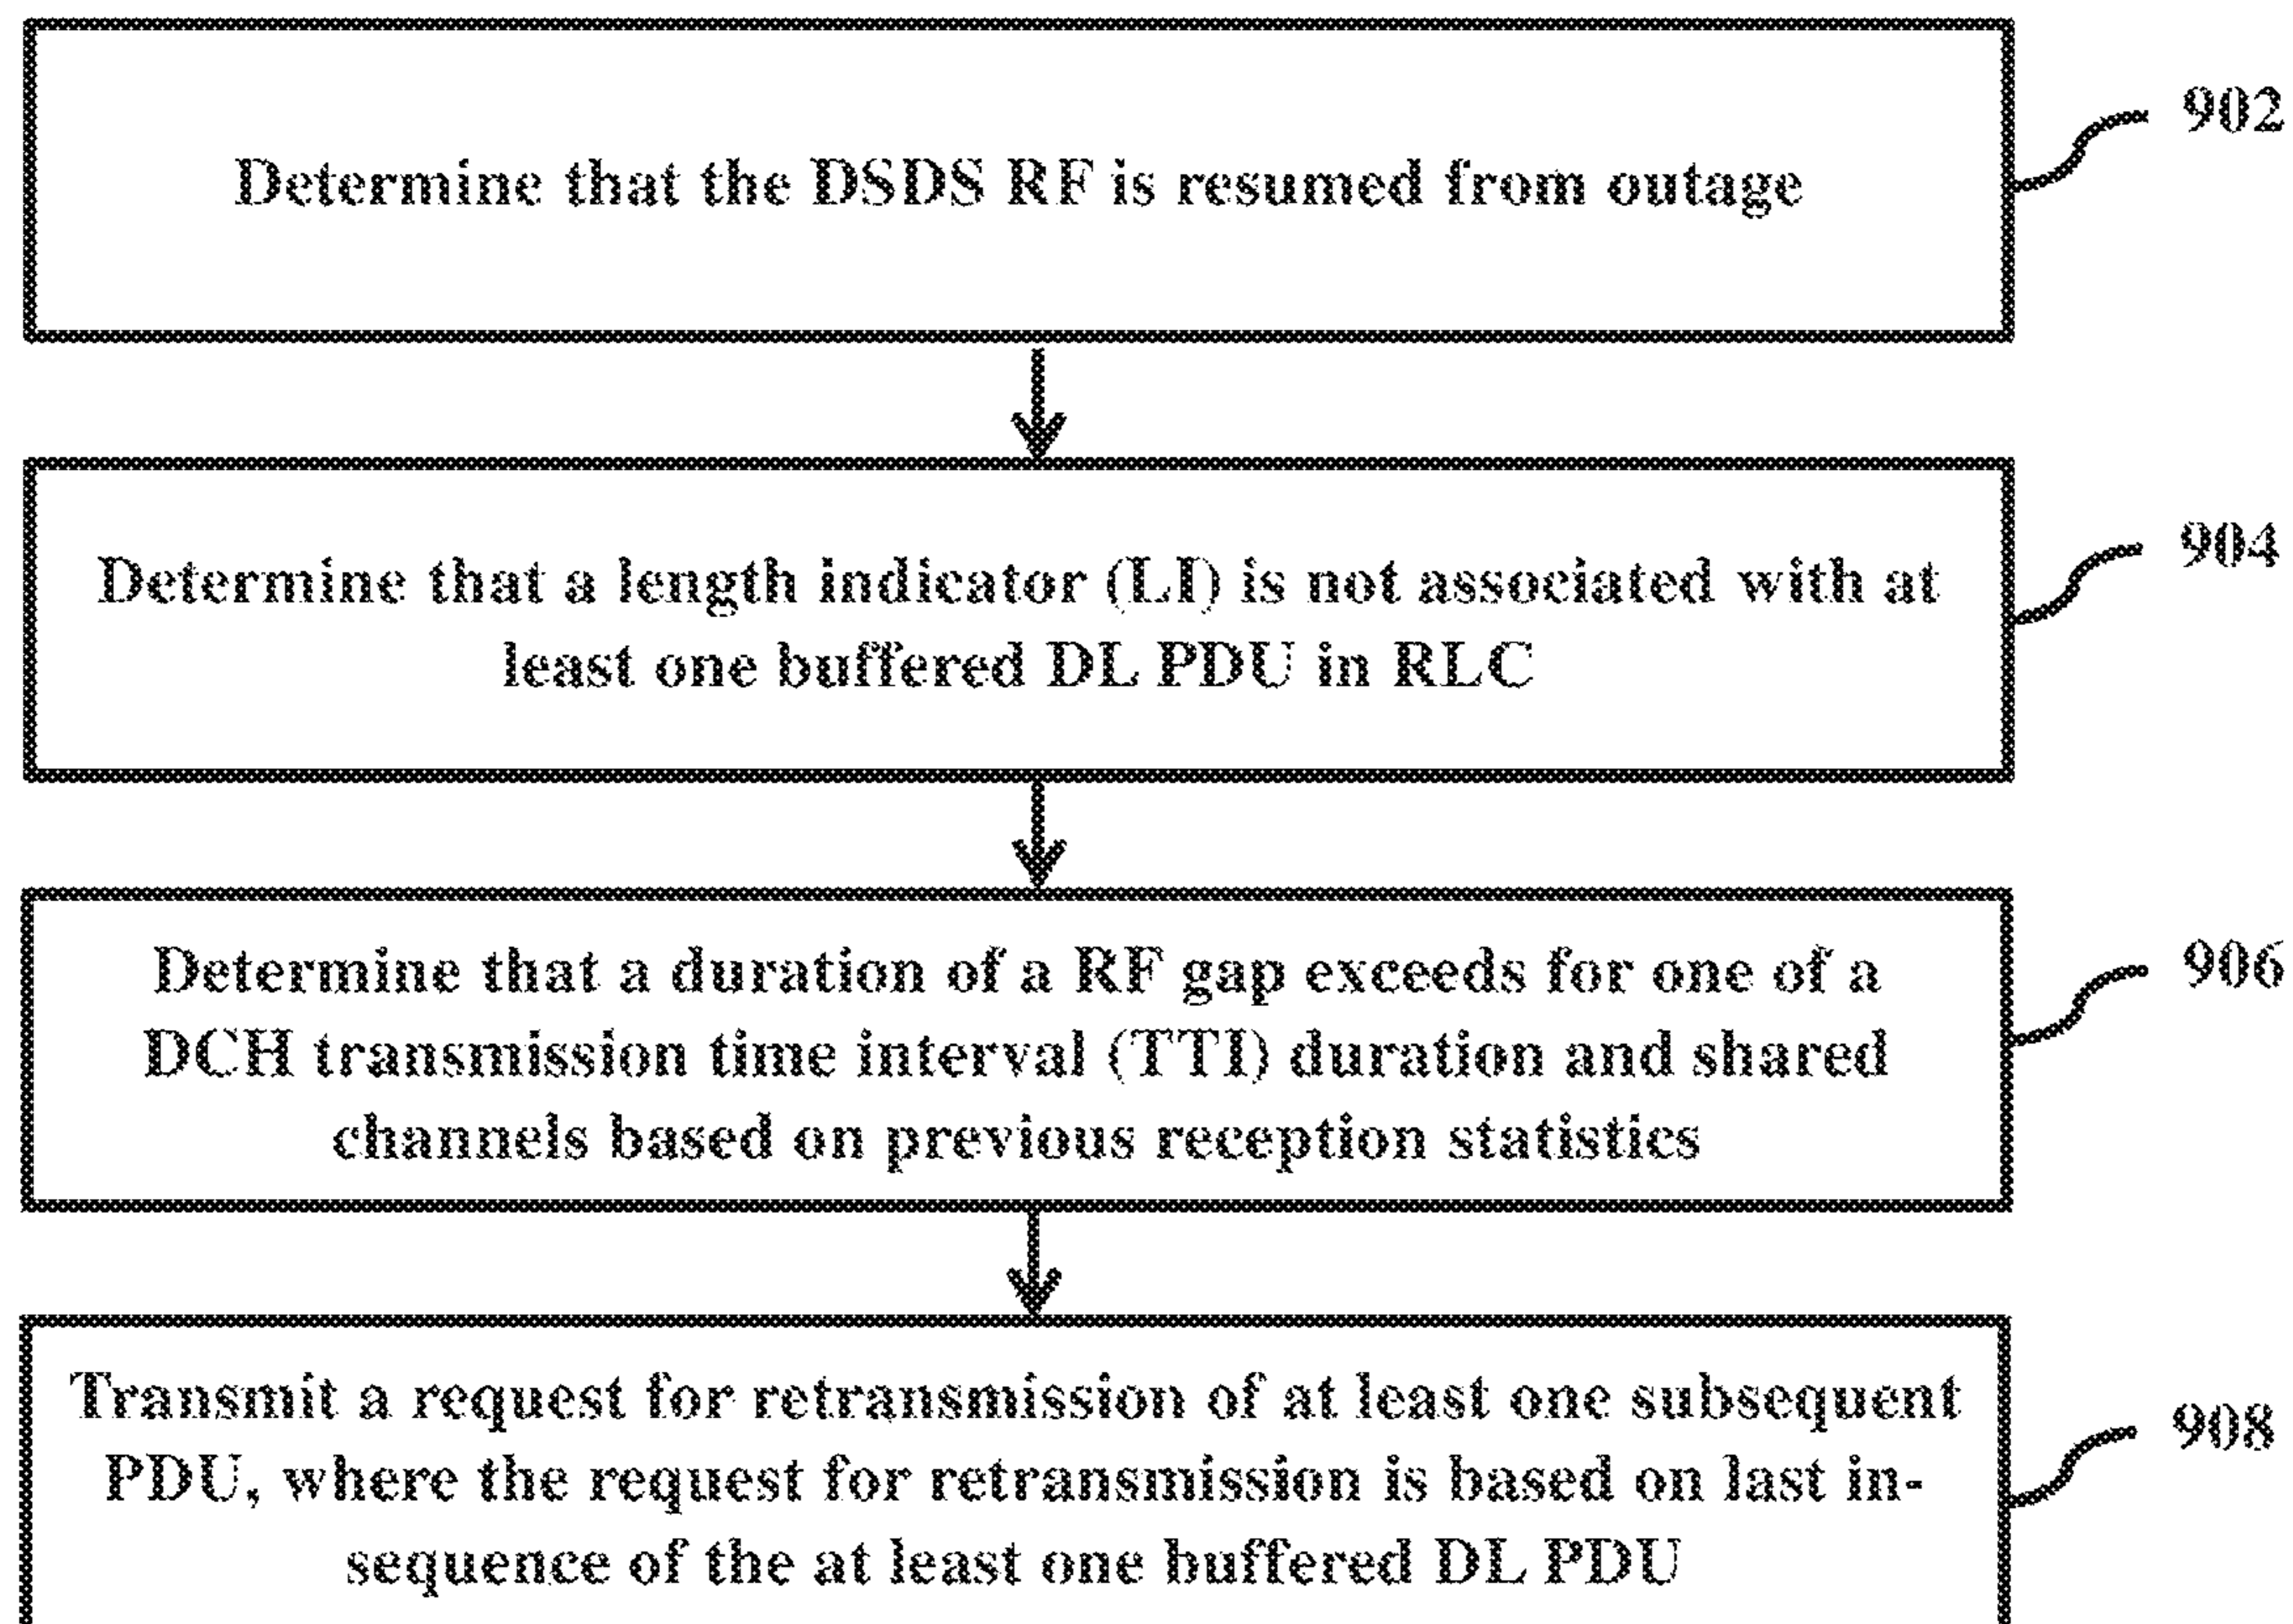 Determine that the DSDS RF is resumed from outage
902
Determine that a length indicator (LI) is not associated with at
least one buffered DL PDU in RLC
904
Determine that a duration of a RF gap exceeds for one of a
DCH transmission time interval (TTI) duration and shared
channels based on previous reception statistics
906
Transmit a request for retransmission of at least one subsequent
PDU, where the request for retransmission is based on last in-
sequence of the at least one buffered DL PDU
908